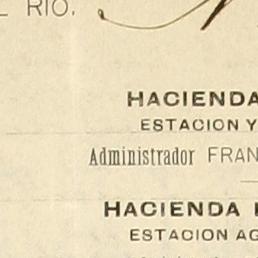 L RIO.
HACIENDA
ESTACION Y
Administrador FRAN
HACIENDA
ESTACION AG